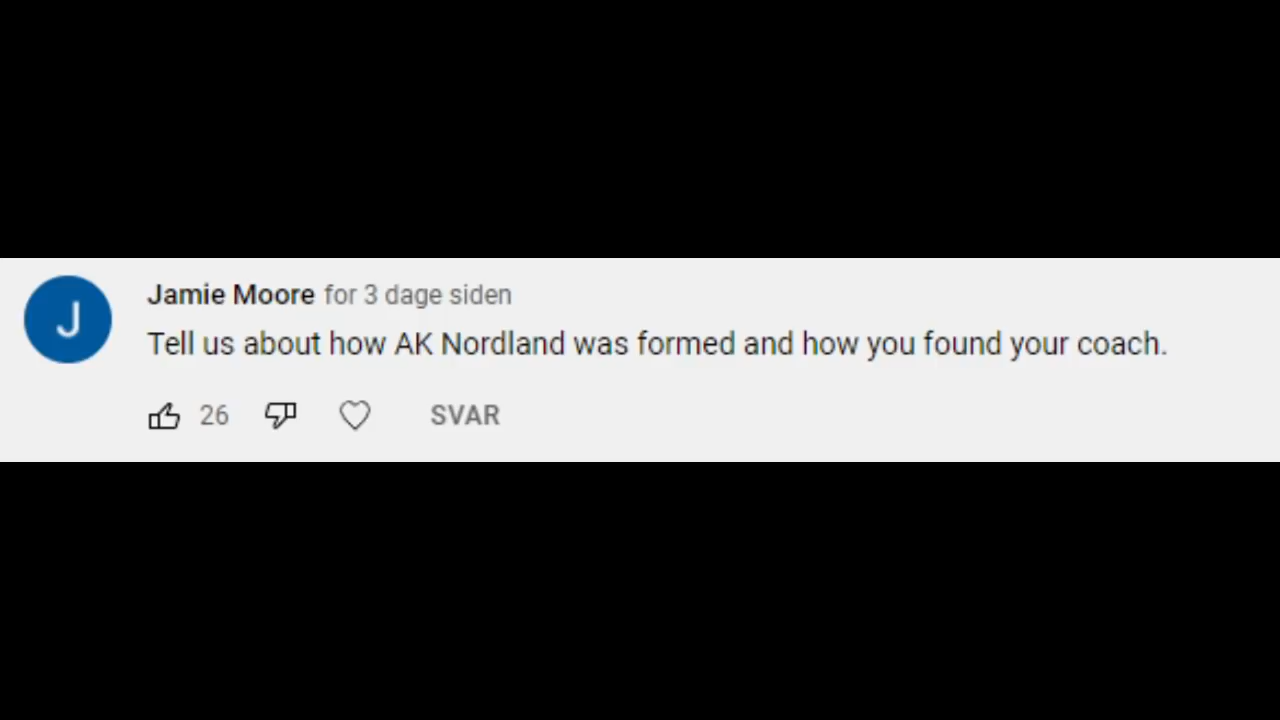 J
Jamie Moore for 3 dage siden
Tell us about how AK Nordland was formed and how you found your coach.
26 SVAR